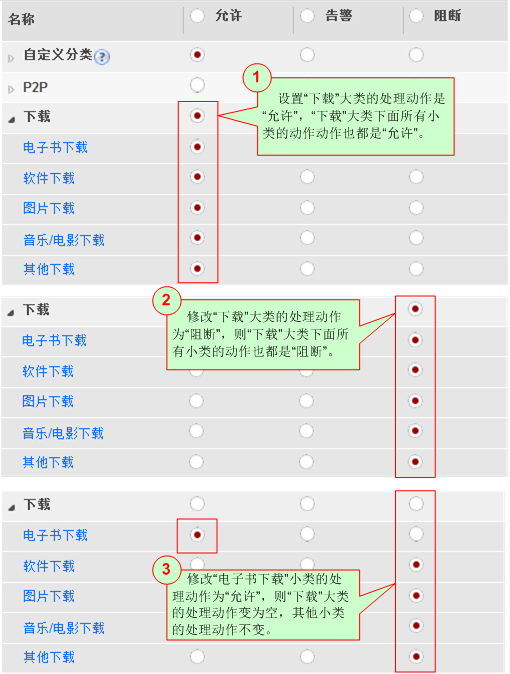 名称 允许 告警 阻断
自定义分类 ?
P2P
1
下载
设置“下载”大类的处理动作是
“允许”，“下载”大类下面所有小
类的动作动作也都是“允许”。
电子书下载
软件下载
图片下载
音乐/电影下载
其他下载
2
下载
修改“下载”大类的处理动作
为“阻断”，则“下载”大类下面所
有小类的动作也都是“阻断”。
电子书下载
软件下载
图片下载
音乐/电影下载
其他下载
下载
电子书下载
3
软件下载
修改“电子书下载”小类的处
理动作为“允许”，则“下载”大类
的处理动作变为空，其他小类
的处理动作不变。
图片下载
音乐/电影下载
其他下载